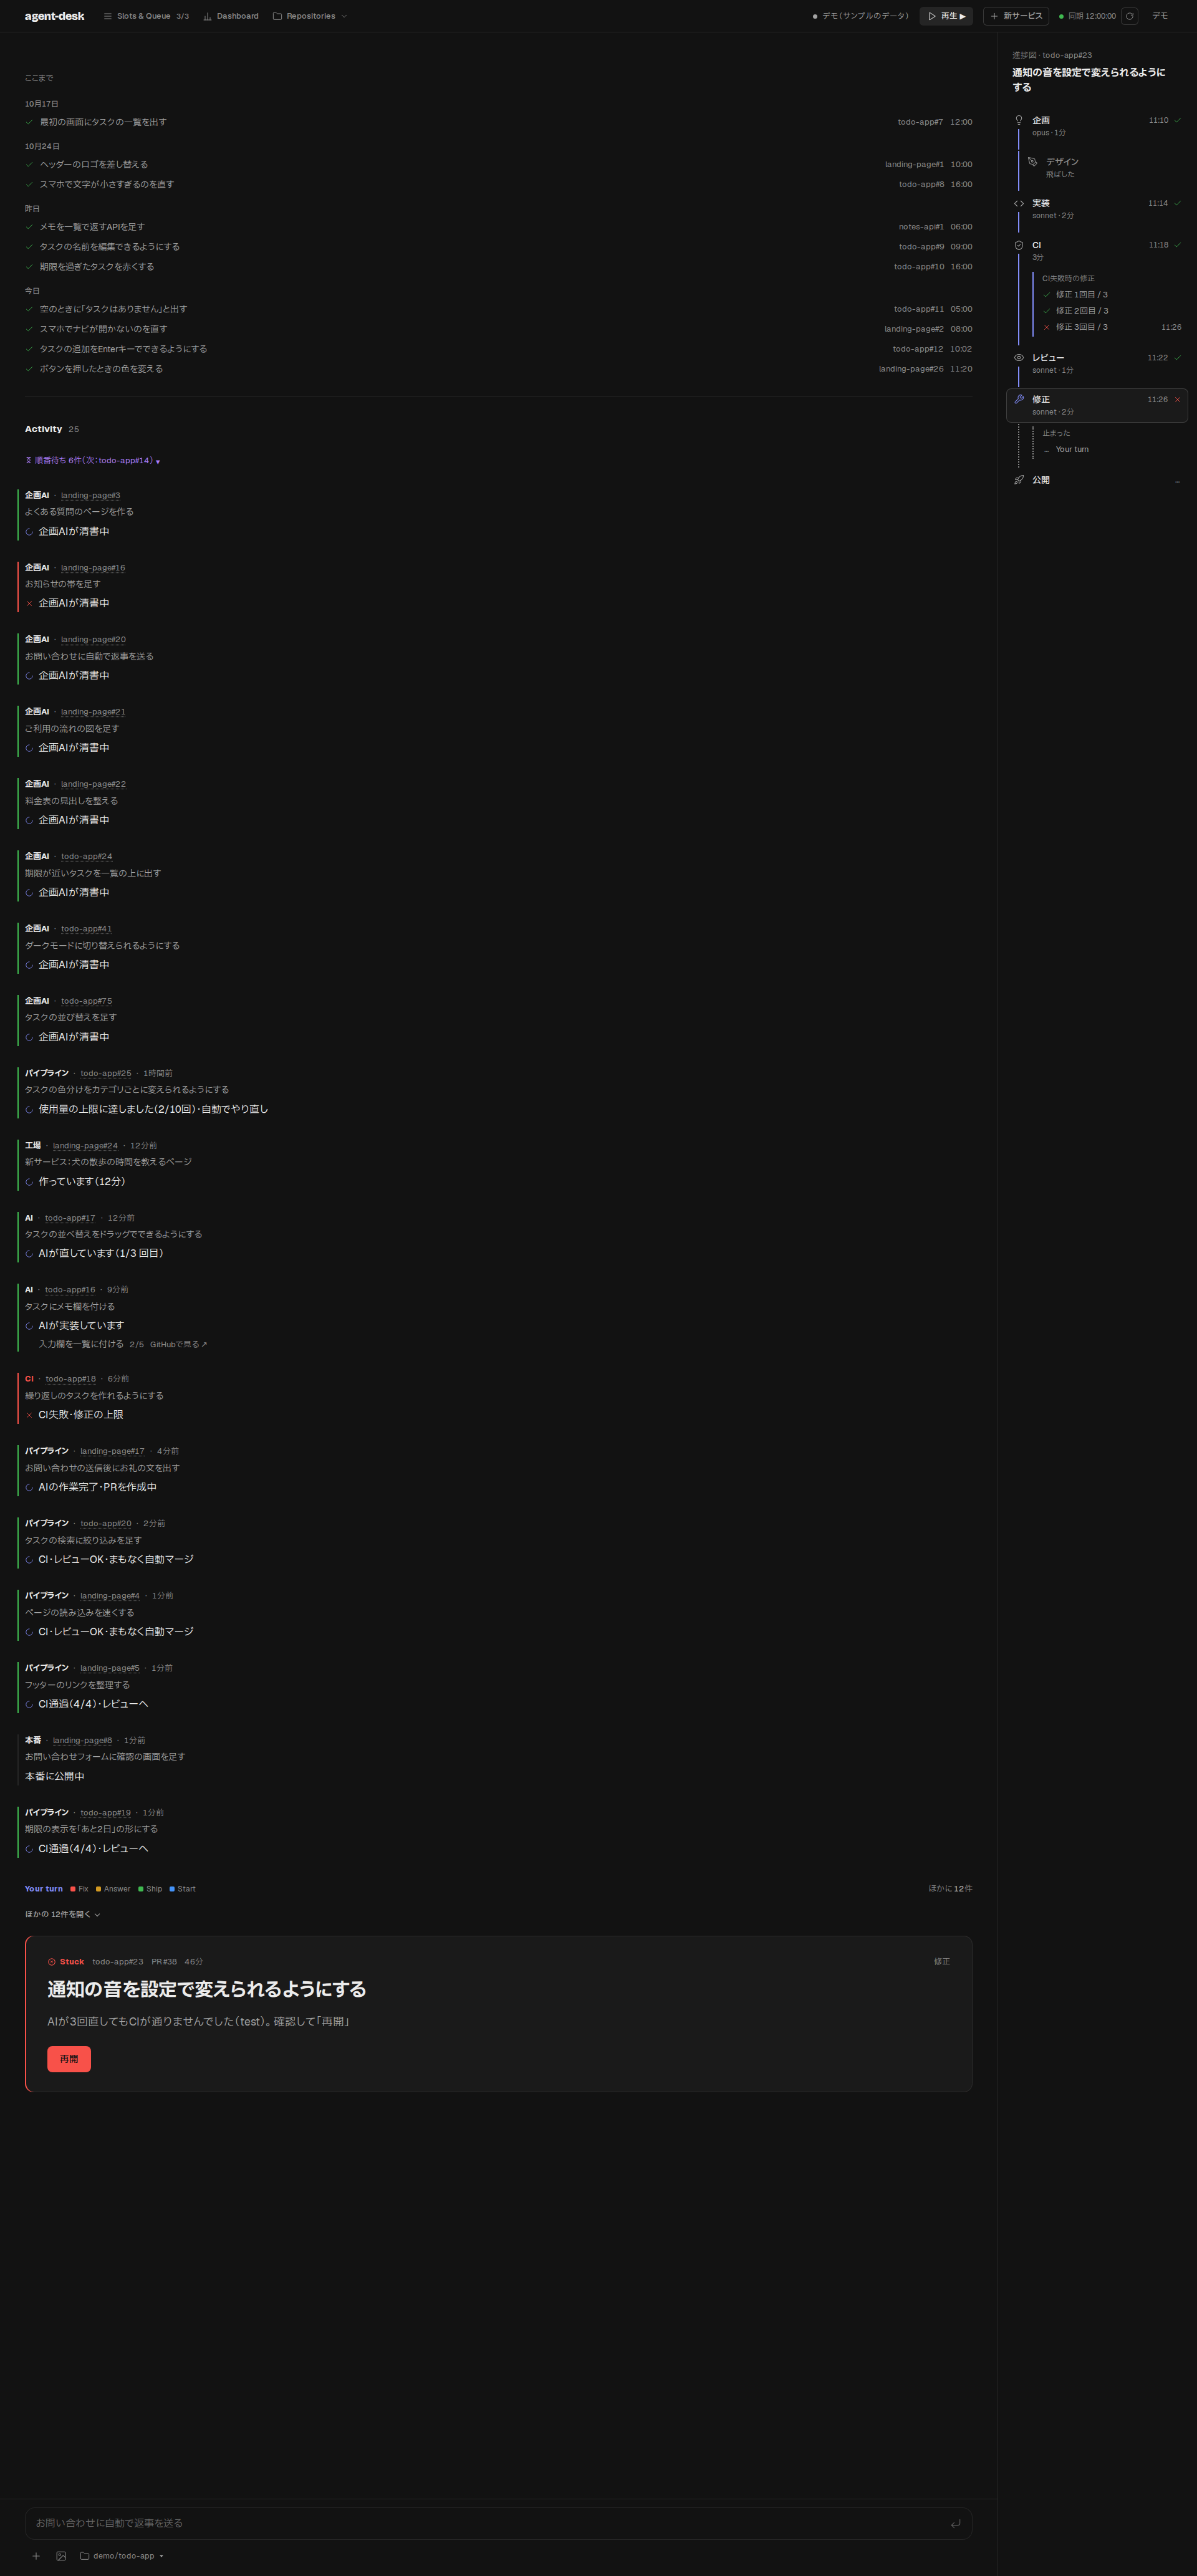 agent-desk Slots & Queue 3/3 Dashboard Repositories デモ(サンプルのデータ) 再生 ▶ 新サービス 同期 12:00:00 デモ
ここまで
10月17日
最初の画面にタスクの一覧を出す todo-app#7 12:00
10月24日
ヘッダーのロゴを差し替える landing-page#1 10:00
スマホで文字が小さすぎるのを直す todo-app#8 16:00
昨日
メモを一覧で返すAPIを足す notes-api#1 06:00
タスクの名前を編集できるようにする todo-app#9 09:00
期限を過ぎたタスクを赤くする todo-app#10 16:00
今日
空のときに「タスクはありません」と出す todo-app#11 05:00
スマホでナビが開かないのを直す landing-page#2 08:00
タスクの追加をEnterキーでできるようにする todo-app#12 10:02
ボタンを押したときの色を変える landing-page#26 11:20
Activity 25
順番待ち 6件(次:todo-app#14) ▾
企画AI · landing-page#3
よくある質問のページを作る
企画AIが清書中
企画AI · landing-page#16
お知らせの帯を足す
企画AIが清書中
企画AI · landing-page#20
お問い合わせに自動で返事を送る
企画AIが清書中
企画AI · landing-page#21
ご利用の流れの図を足す
企画AIが清書中
企画AI · landing-page#22
料金表の見出しを整える
企画AIが清書中
企画AI · todo-app#24
期限が近いタスクを一覧の上に出す
企画AIが清書中
企画AI · todo-app#41
ダークモードに切り替えられるようにする
企画AIが清書中
企画AI · todo-app#75
タスクの並び替えを足す
企画AIが清書中
パイプライン · todo-app#25 · 1時間前
タスクの色分けをカテゴリごとに変えられるようにする
使用量の上限に達しました(2/10回)・自動でやり直し
工場 · landing-page#24 · 12分前
新サービス:犬の散歩の時間を教えるページ
作っています(12分)
AI · todo-app#17 · 12分前
タスクの並べ替えをドラッグでできるようにする
AIが直しています(1/3 回目)
AI · todo-app#16 · 9分前
タスクにメモ欄を付ける
AIが実装しています
入力欄を一覧に付ける 2/5 GitHubで見る ↗
CI · todo-app#18 · 6分前
繰り返しのタスクを作れるようにする
CI失敗・修正の上限
パイプライン · landing-page#17 · 4分前
お問い合わせの送信後にお礼の文を出す
AIの作業完了・PRを作成中
パイプライン · todo-app#20 · 2分前
タスクの検索に絞り込みを足す
CI・レビューOK・まもなく自動マージ
パイプライン · landing-page#4 · 1分前
ページの読み込みを速くする
CI・レビューOK・まもなく自動マージ
パイプライン · landing-page#5 · 1分前
フッターのリンクを整理する
CI通過(4/4)・レビューへ
本番 · landing-page#6 · 1分前
お問い合わせフォームに確認の画面を足す
本番に公開中
パイプライン · todo-app#19 · 1分前
期限の表示を「あと2日」の形にする
CI通過(4/4)・レビューへ
Your turn Fix Answer Ship Start ほかに 12件
ほかの 12件を開く
Stuck todo-app#23 PR#38 46分 修正
通知の音を設定で変えられるようにする
AIが3回直してもCIが通りませんでした(test)。確認して「再開」
再開
お問い合わせに自動で返事を送る
demo/todo-app ▾
進捗図 · todo-app#23
通知の音を設定で変えられるように
する
企画 11:10
opus · 1分
デザイン
飛ばした
実装 11:14
sonnet · 2分
CI 11:18
3分
CI失敗時の修正
修正 1回目 / 3
修正 2回目 / 3
修正 3回目 / 3 11:26
レビュー 11:22
sonnet · 1分
修正 11:26
sonnet · 2分
止まった
… Your turn
公開 …